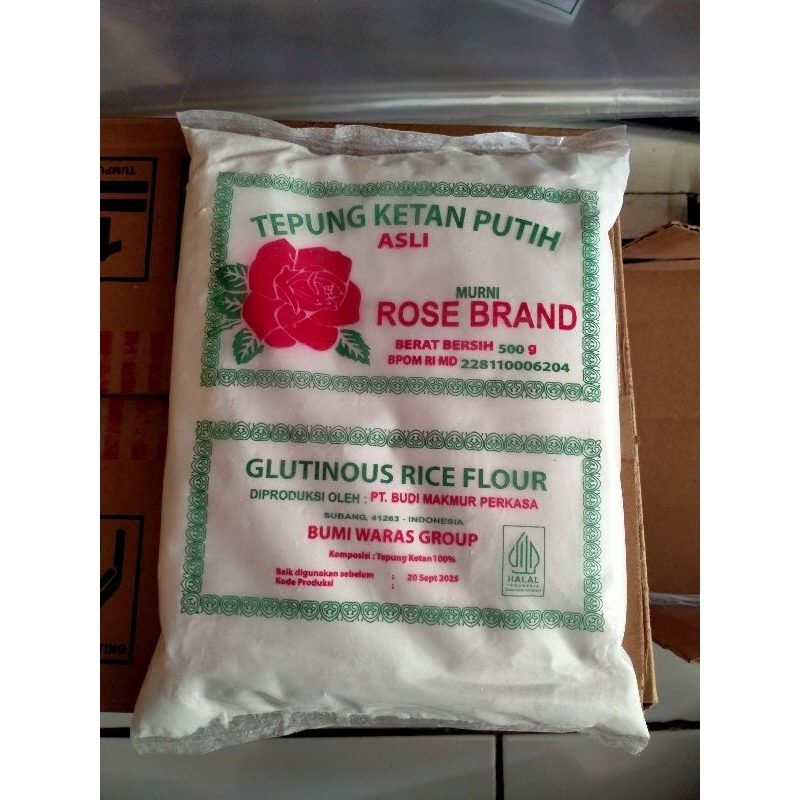 TEPUNG KETAN PUTIH
ASLI
MURNI
ROSE BRAND
BERAT BERSIH 500 g
BPOM RI MD 228110006204
GLUTINOUS RICE FLOUR
DIPRODUKSI OLEH : PT. BUDI MAKMUR PERKASA
SUBANG, 41263 - INDONESIA
BUMI WARAS GROUP
Komposisi : Tepung Ketan 100%
Baik digunakan sebelum : 20 Sept 2025
Kode Produksi :
HALAL
INDONESIA